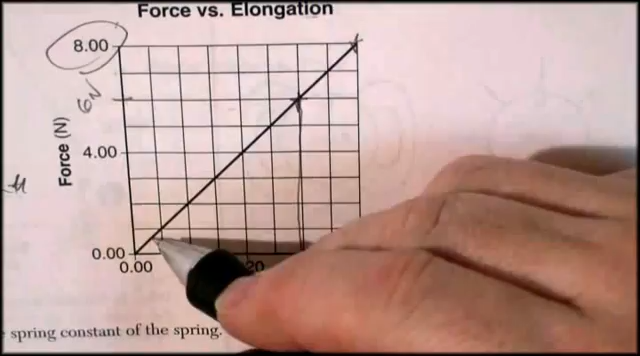 Force vs. Elongation
8.00
6N
Force (N)
4.00
0.00
0.00
20
spring constant of the spring.